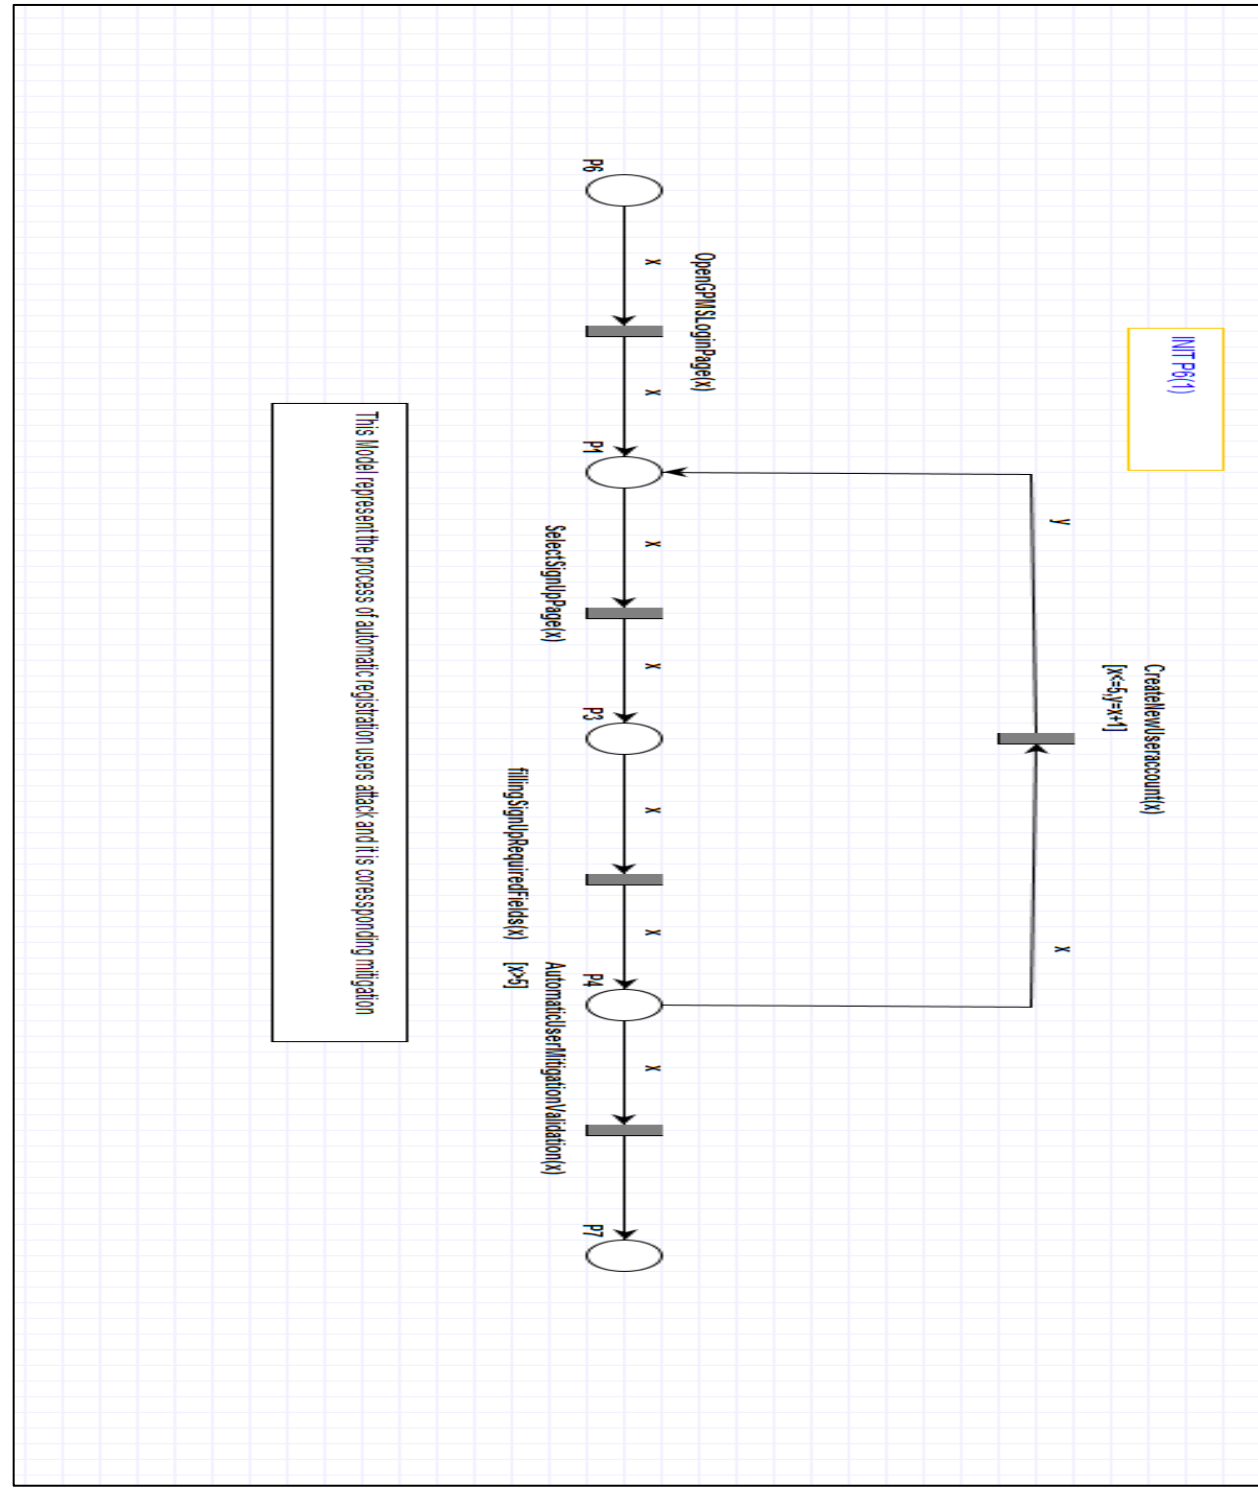 INIT P6(1)
CreateNewUseraccount(x)
[x<=5,y=x+1]
y
x
OpenGPMSLoginPage(x)
P6
x
x
P1
x
x
P3
x
x
P4
x
P7
SelectSignUpPage(x)
fillingSignUpRequiredFields(x)
[x>5]
AutomaticUserMitigationValidation(x)
This Model represent the process of automatic registration users attack and it is coressponding mitigation